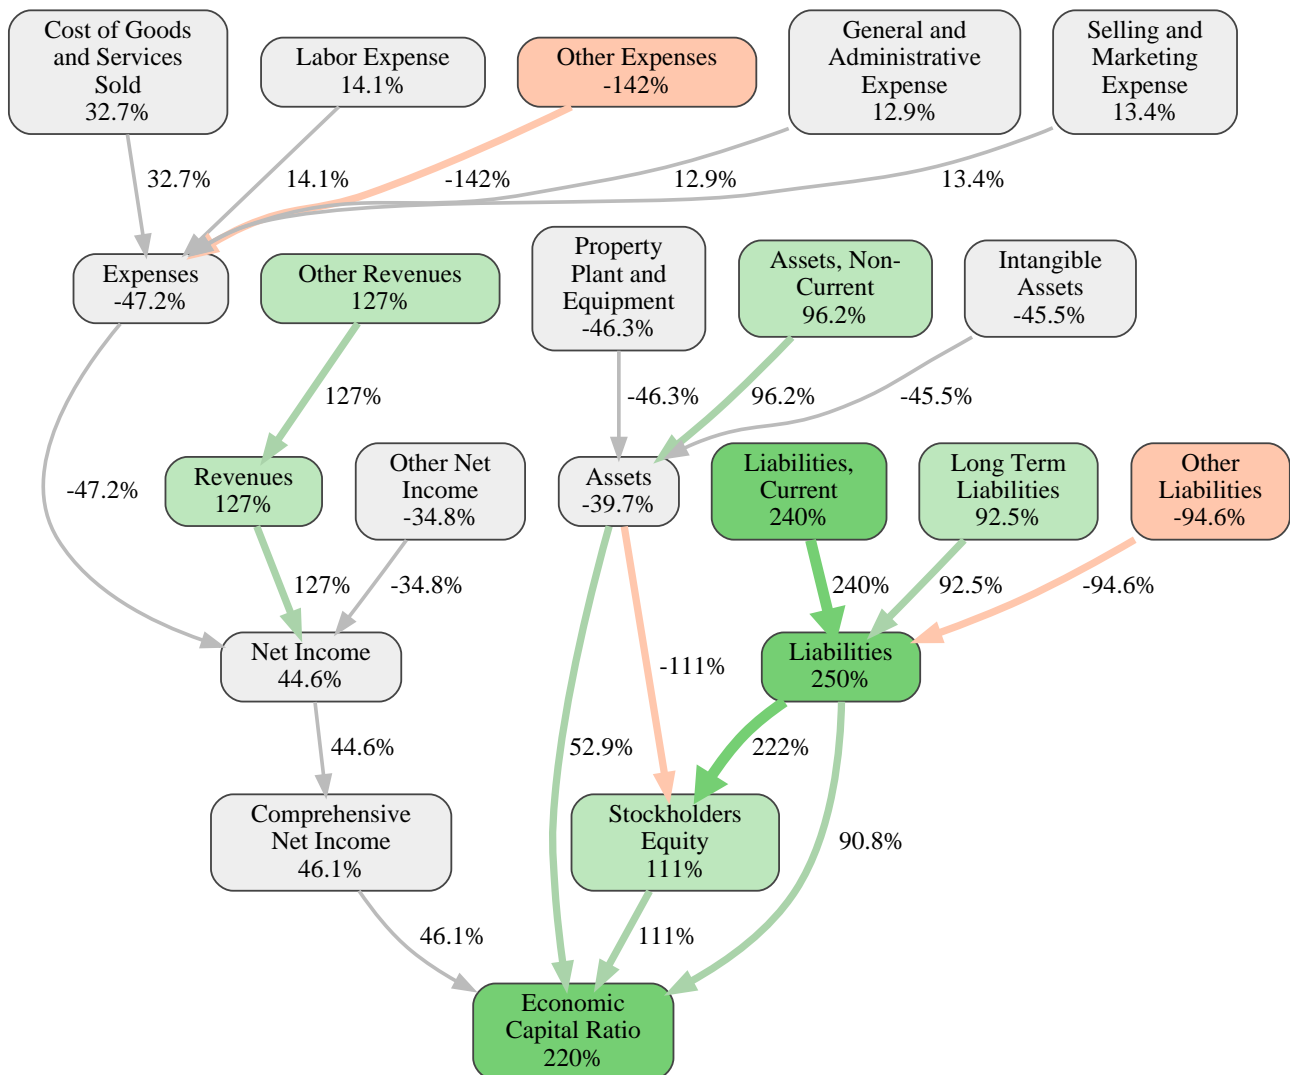 Cost of Goods
and Services
Sold
32.7%
Labor Expense
14.1%
Other Expenses
-142%
General and
Administrative
Expense
12.9%
Selling and
Marketing
Expense
13.4%
32.7%
14.1%
-142%
12.9%
13.4%
Expenses
-47.2%
Other Revenues
127%
Property
Plant and
Equipment
-46.3%
Assets, Non-
Current
96.2%
Intangible
Assets
-45.5%
127%
-46.3%
96.2%
-45.5%
-47.2%
Revenues
127%
Other Net
Income
-34.8%
Assets
-39.7%
Liabilities,
Current
240%
Long Term
Liabilities
92.5%
Other
Liabilities
-94.6%
127%
-34.8%
240%
92.5%
-94.6%
Net Income
44.6%
-111%
Liabilities
250%
44.6%
52.9%
222%
Comprehensive
Net Income
46.1%
Stockholders
Equity
111%
90.8%
46.1%
111%
Economic
Capital Ratio
220%